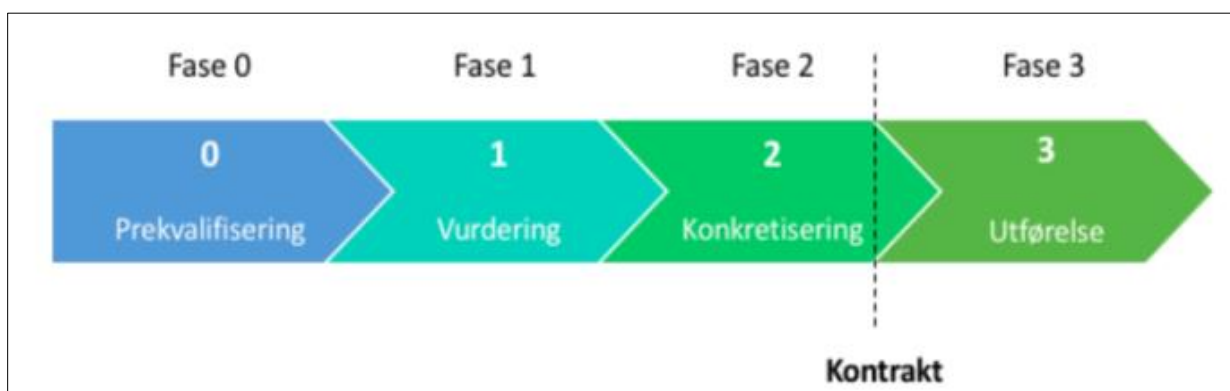 Fase 0
Fase 1
Fase 2
Fase 3
0
1
2
3
Prekvalifisering
Vurdering
Konkretisering
Utførelse
Kontrakt